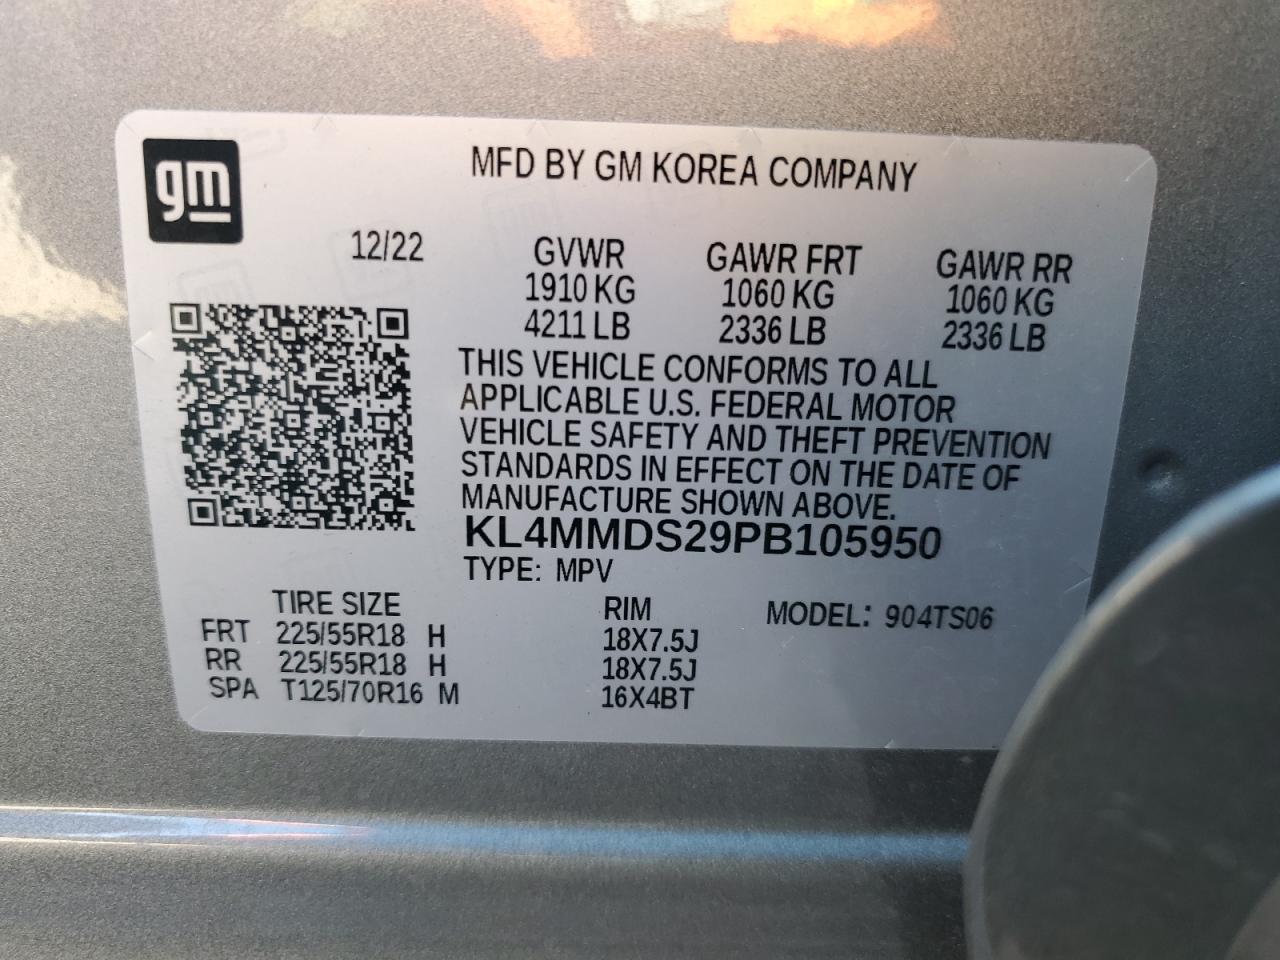 gm
MFD BY GM KOREA COMPANY
12/22 GVWR GAWR FRT GAWR RR
1910 KG 1060 KG 1060 KG
4211 LB 2336 LB 2336 LB
THIS VEHICLE CONFORMS TO ALL
APPLICABLE U.S. FEDERAL MOTOR
VEHICLE SAFETY AND THEFT PREVENTION
STANDARDS IN EFFECT ON THE DATE OF
MANUFACTURE SHOWN ABOVE.
KL4MMDS29PB105950
TYPE: MPV
TIRE SIZE RIM MODEL: 904TS06
FRT 225/55R18 H 18X7.5J
RR 225/55R18 H 18X7.5J
SPA T125/70R16 M 16X4BT